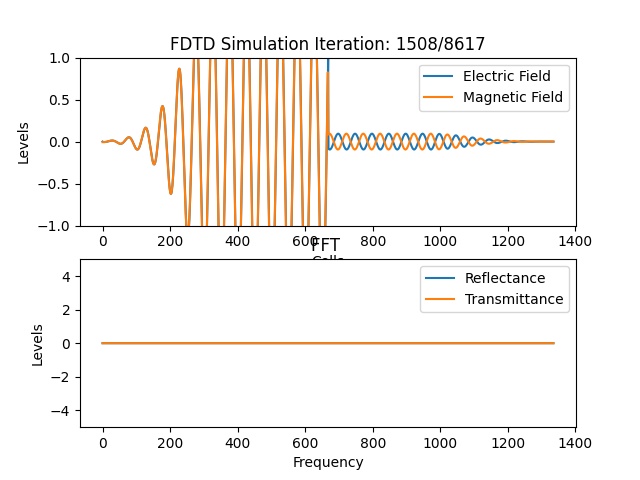 FDTD Simulation Iteration: 1508/8617
1.0
0.5
0.0
−0.5
−1.0
Levels
Electric Field
Magnetic Field
0 200 400 600 800 1000 1200 1400
FFT
4
2
0
−2
−4
Levels
Reflectance
Transmittance
0 200 400 600 800 1000 1200 1400
Frequency